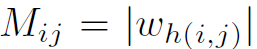 $M_{ij} = |w_{h(i,j)}|$